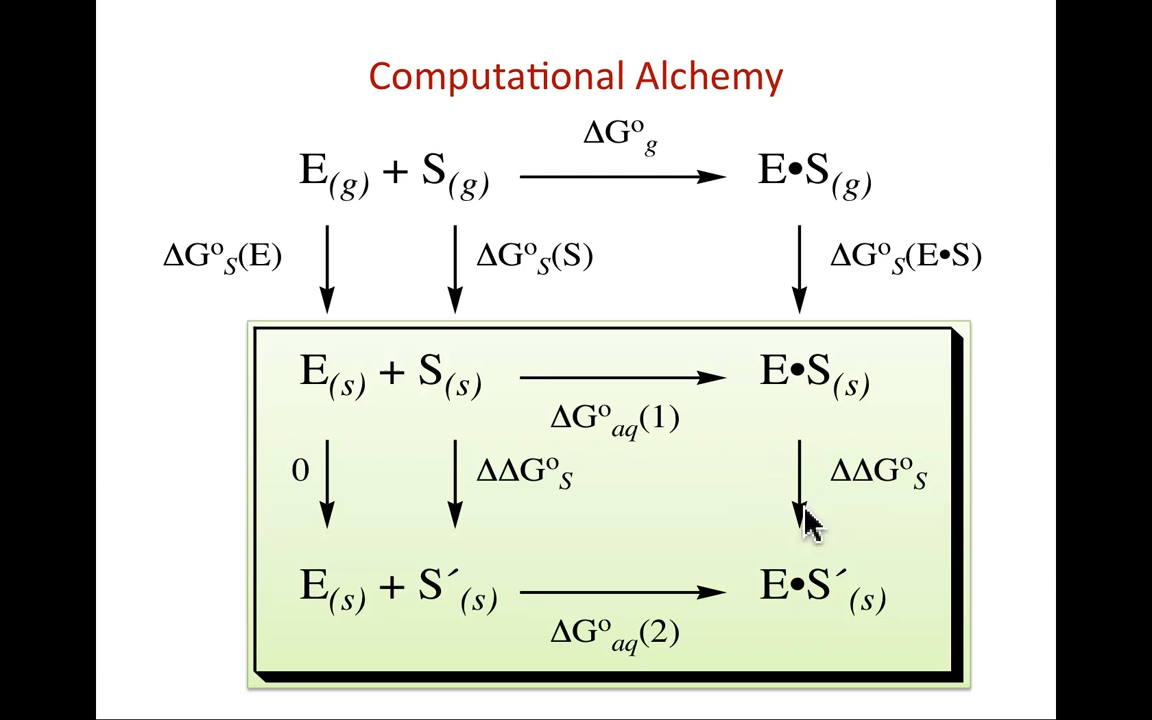 Computational Alchemy
ΔG°g
E(g) + S(g) E•S(g)
ΔG°S(E) ΔG°S(S) ΔG°S(E•S)
E(s) + S(s) E•S(s)
ΔG°aq(1)
0 ΔΔG°S ΔΔG°S
E(s) + S´(s) E•S´(s)
ΔG°aq(2)